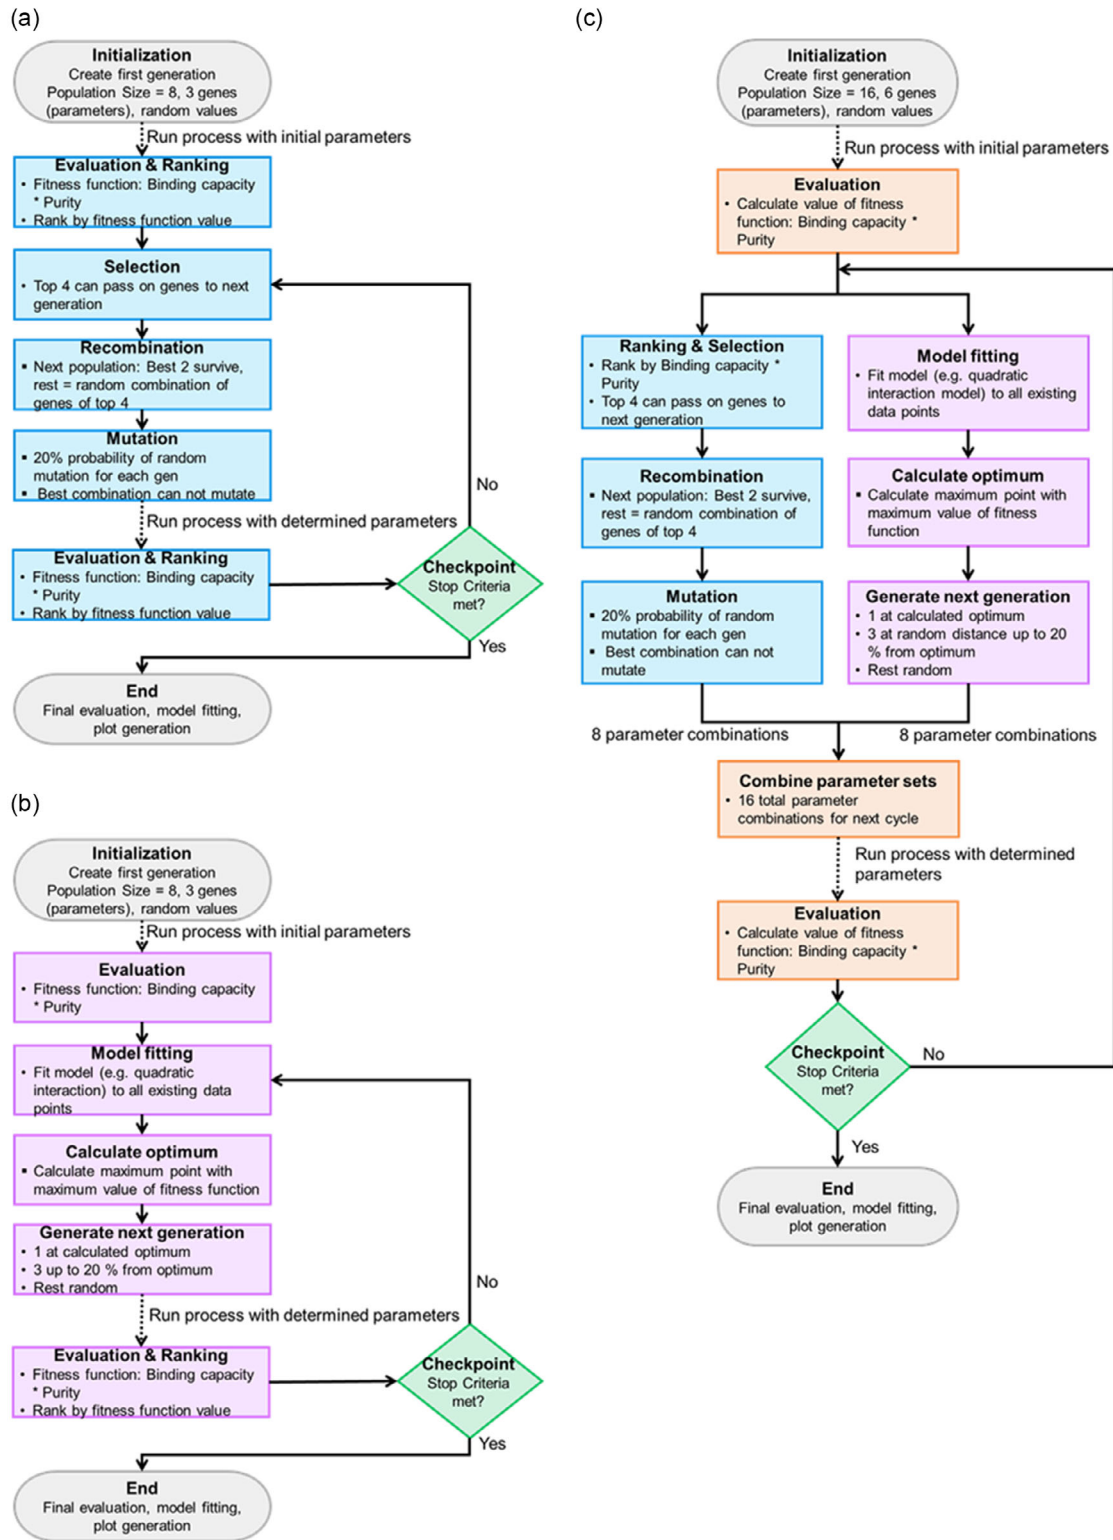 (a)
Initialization
Create first generation
Population Size = 8, 3 genes
(parameters), random values
Run process with initial parameters
Evaluation & Ranking
• Fitness function: Binding capacity
* Purity
• Rank by fitness function value
Selection
• Top 4 can pass on genes to next
generation
Recombination
▪ Next population: Best 2 survive,
rest = random combination of
genes of top 4
Mutation
▪ 20% probability of random
mutation for each gen
▪ Best combination can not mutate
No
Run process with determined parameters
Evaluation & Ranking
• Fitness function: Binding capacity
* Purity
• Rank by fitness function value
Checkpoint
Stop Criteria
met?
Yes
End
Final evaluation, model fitting,
plot generation
(b)
Initialization
Create first generation
Population Size = 8, 3 genes
(parameters), random values
Run process with initial parameters
Evaluation
• Fitness function: Binding capacity
* Purity
Model fitting
• Fit model (e.g. quadratic
interaction) to all existing data
points
Calculate optimum
▪ Calculate maximum point with
maximum value of fitness function
Generate next generation
• 1 at calculated optimum
• 3 up to 20 % from optimum
• Rest random
No
Run process with determined parameters
Evaluation & Ranking
• Fitness function: Binding capacity
* Purity
• Rank by fitness function value
Checkpoint
Stop Criteria
met?
Yes
End
Final evaluation, model fitting,
plot generation
(c)
Initialization
Create first generation
Population Size = 16, 6 genes
(parameters), random values
Run process with initial parameters
Evaluation
• Calculate value of fitness
function: Binding capacity *
Purity
Ranking & Selection
• Rank by Binding capacity *
Purity
• Top 4 can pass on genes to
next generation
Recombination
▪ Next population: Best 2 survive,
rest = random combination of
genes of top 4
Mutation
▪ 20% probability of random
mutation for each gen
▪ Best combination can not
mutate
8 parameter combinations
Model fitting
• Fit model (e.g. quadratic
interaction model) to all existing
data points
Calculate optimum
▪ Calculate maximum point with
maximum value of fitness
function
Generate next generation
• 1 at calculated optimum
• 3 at random distance up to 20
% from optimum
• Rest random
8 parameter combinations
Combine parameter sets
• 16 total parameter
combinations for next cycle
Run process with determined
parameters
Evaluation
• Calculate value of fitness
function: Binding capacity *
Purity
Checkpoint
Stop Criteria
met?
No
Yes
End
Final evaluation, model fitting,
plot generation